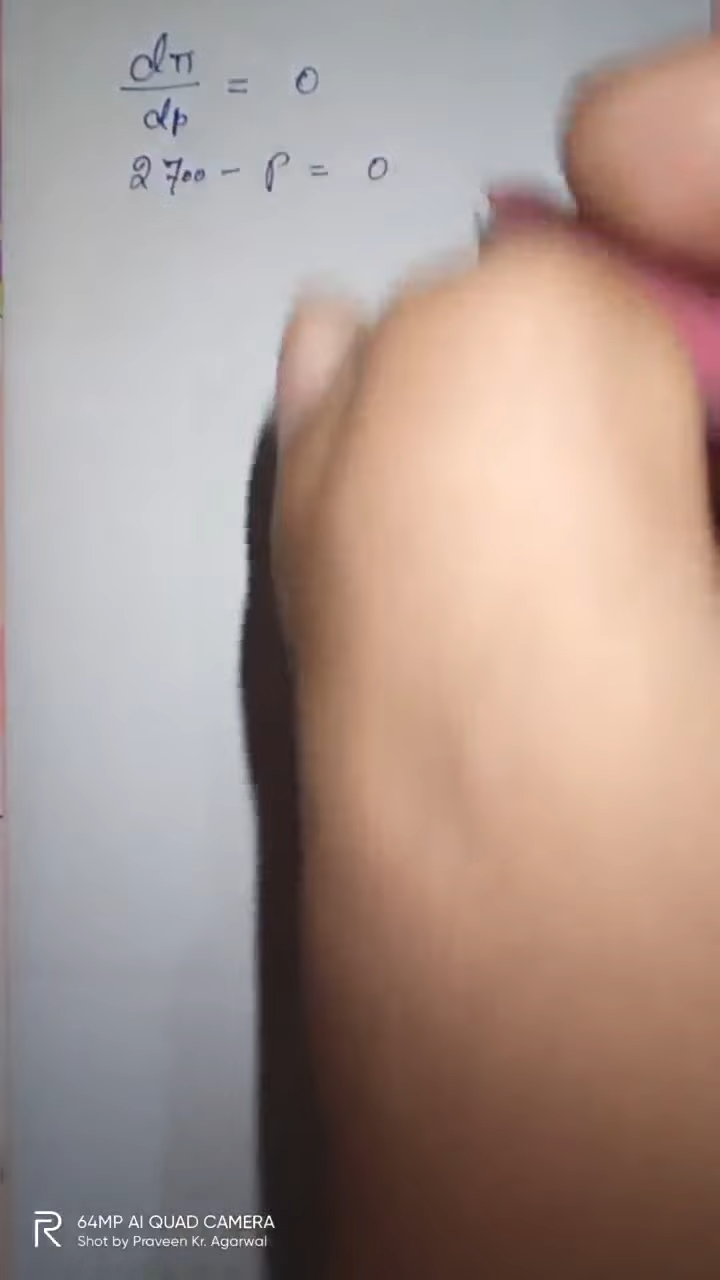 dπ
dp = 0
2700 - P = 0
R 64MP AI QUAD CAMERA
Shot by Praveen Kr. Agarwal